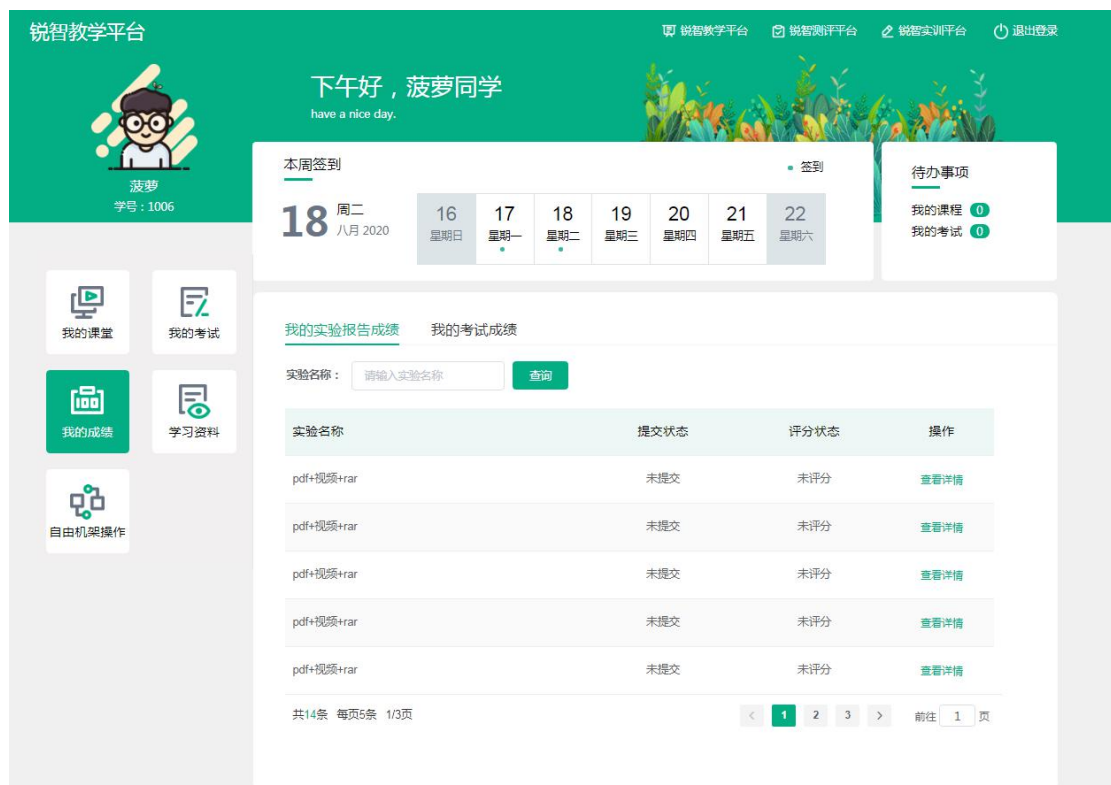 锐智教学平台
锐智教学平台 锐智测评平台 锐智实训平台 退出登录
下午好，菠萝同学
have a nice day.
菠萝
学号：1006
本周签到
签到
18 周二
八月 2020
16 17 18 19 20 21 22
星期日 星期一 星期二 星期三 星期四 星期五 星期六
待办事项
我的课程 0
我的考试 0
我的课堂
我的考试
100
我的成绩
学习资料
自由机架操作
我的实验报告成绩 我的考试成绩
实验名称： 请输入实验名称 查询
实验名称 提交状态 评分状态 操作
pdf+视频+rar 未提交 未评分 查看详情
pdf+视频+rar 未提交 未评分 查看详情
pdf+视频+rar 未提交 未评分 查看详情
pdf+视频+rar 未提交 未评分 查看详情
pdf+视频+rar 未提交 未评分 查看详情
共14条 每页5条 1/3页 < 1 2 3 > 前往 1 页